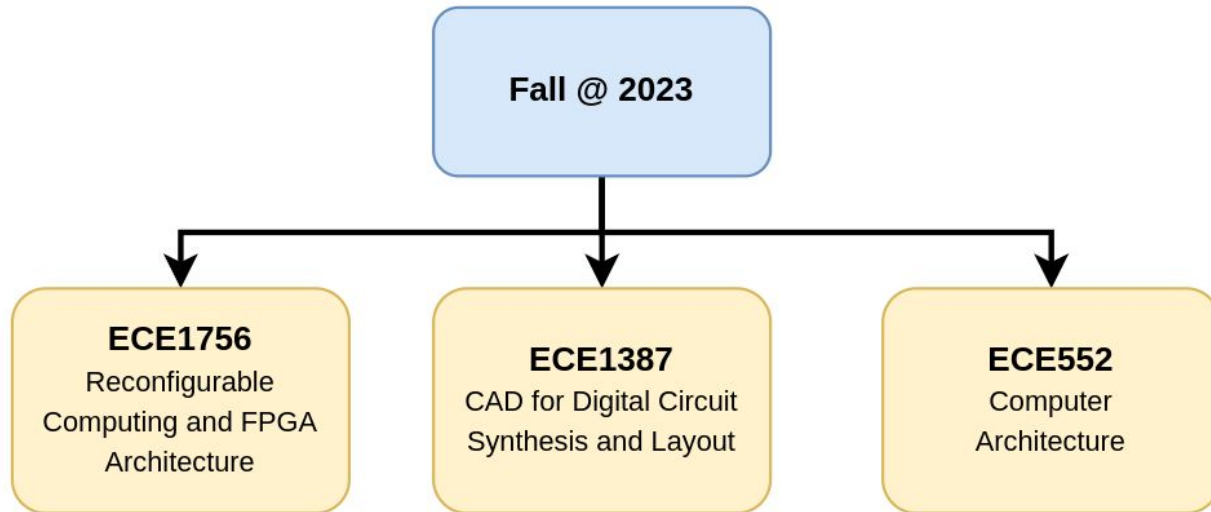 Fall @ 2023
ECE1756
Reconfigurable
Computing and FPGA
Architecture
ECE1387
CAD for Digital Circuit
Synthesis and Layout
ECE552
Computer
Architecture